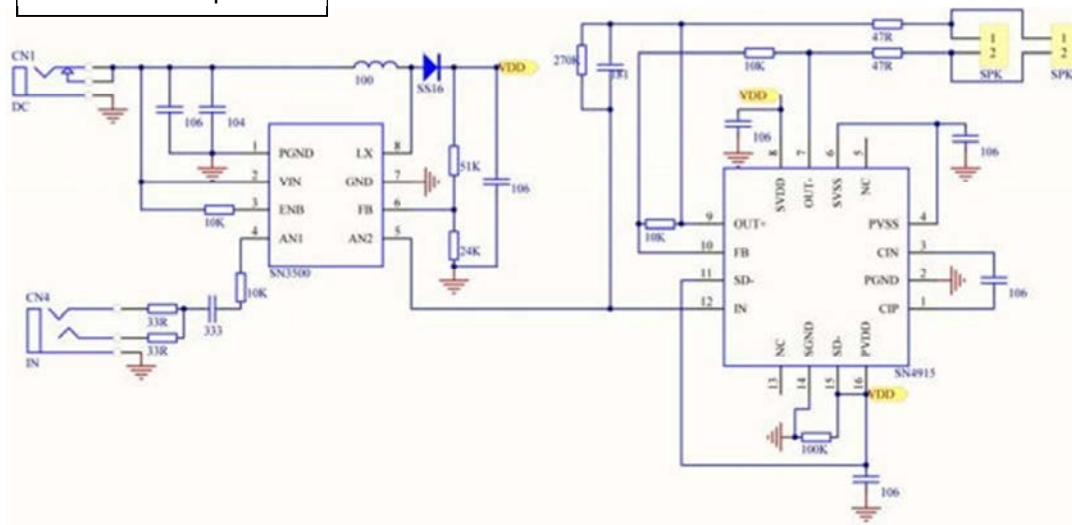 CN1
DC
106
104
100
SS16
VDD
1 PGND
2 VIN
3 ENB
4 AN1
LX 8
GND 7
FB 6
AN2 5
SN3500
10K
51K
24K
106
10K
CN4
IN
33R
33R
333
270K
47R
10K
47R
1
2
SPK
1
2
SPK
VDD
106
8 SVDD
7 OUT-
6 SVSS
5 NC
106
10K
9 OUT+
10 FB
11 SD-
12 IN
PVSS 4
CIN 3
PGND 2
CIP 1
106
NC 13
SGND 14
SD- 15
PVDD 16
SN4915
VDD
100K
106